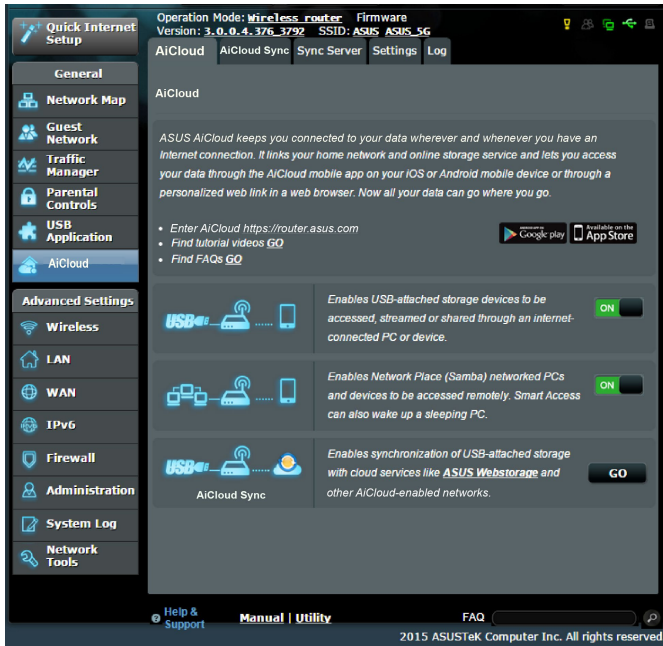 Quick Internet
Setup
Operation Mode: Wireless router Firmware
Version: 3.0.0.4.376_3792 SSID: ASUS ASUS_5G
AiCloud AiCloud Sync Sync Server Settings Log
General
Network Map
Guest
Network
Traffic
Manager
Parental
Controls
USB
Application
AiCloud
Advanced Settings
Wireless
LAN
WAN
IPv6
Firewall
Administration
System Log
Network
Tools
AiCloud
ASUS AiCloud keeps you connected to your data wherever and whenever you have an
Internet connection. It links your home network and online storage service and lets you access
your data through the AiCloud mobile app on your iOS or Android mobile device or through a
personalized web link in a web browser. Now all your data can go where you go.
• Enter AiCloud https://router.asus.com
• Find tutorial videos GO
• Find FAQs GO
Google play
Available on the
App Store
USB
Enables USB-attached storage devices to be
accessed, streamed or shared through an internet-
connected PC or device.
ON
Enables Network Place (Samba) networked PCs
and devices to be accessed remotely. Smart Access
can also wake up a sleeping PC.
ON
USB
AiCloud Sync
Enables synchronization of USB-attached storage
with cloud services like ASUS Webstorage and
other AiCloud-enabled networks.
GO
Help &
Support
Manual | Utility
FAQ
2015 ASUSTeK Computer Inc. All rights reserved